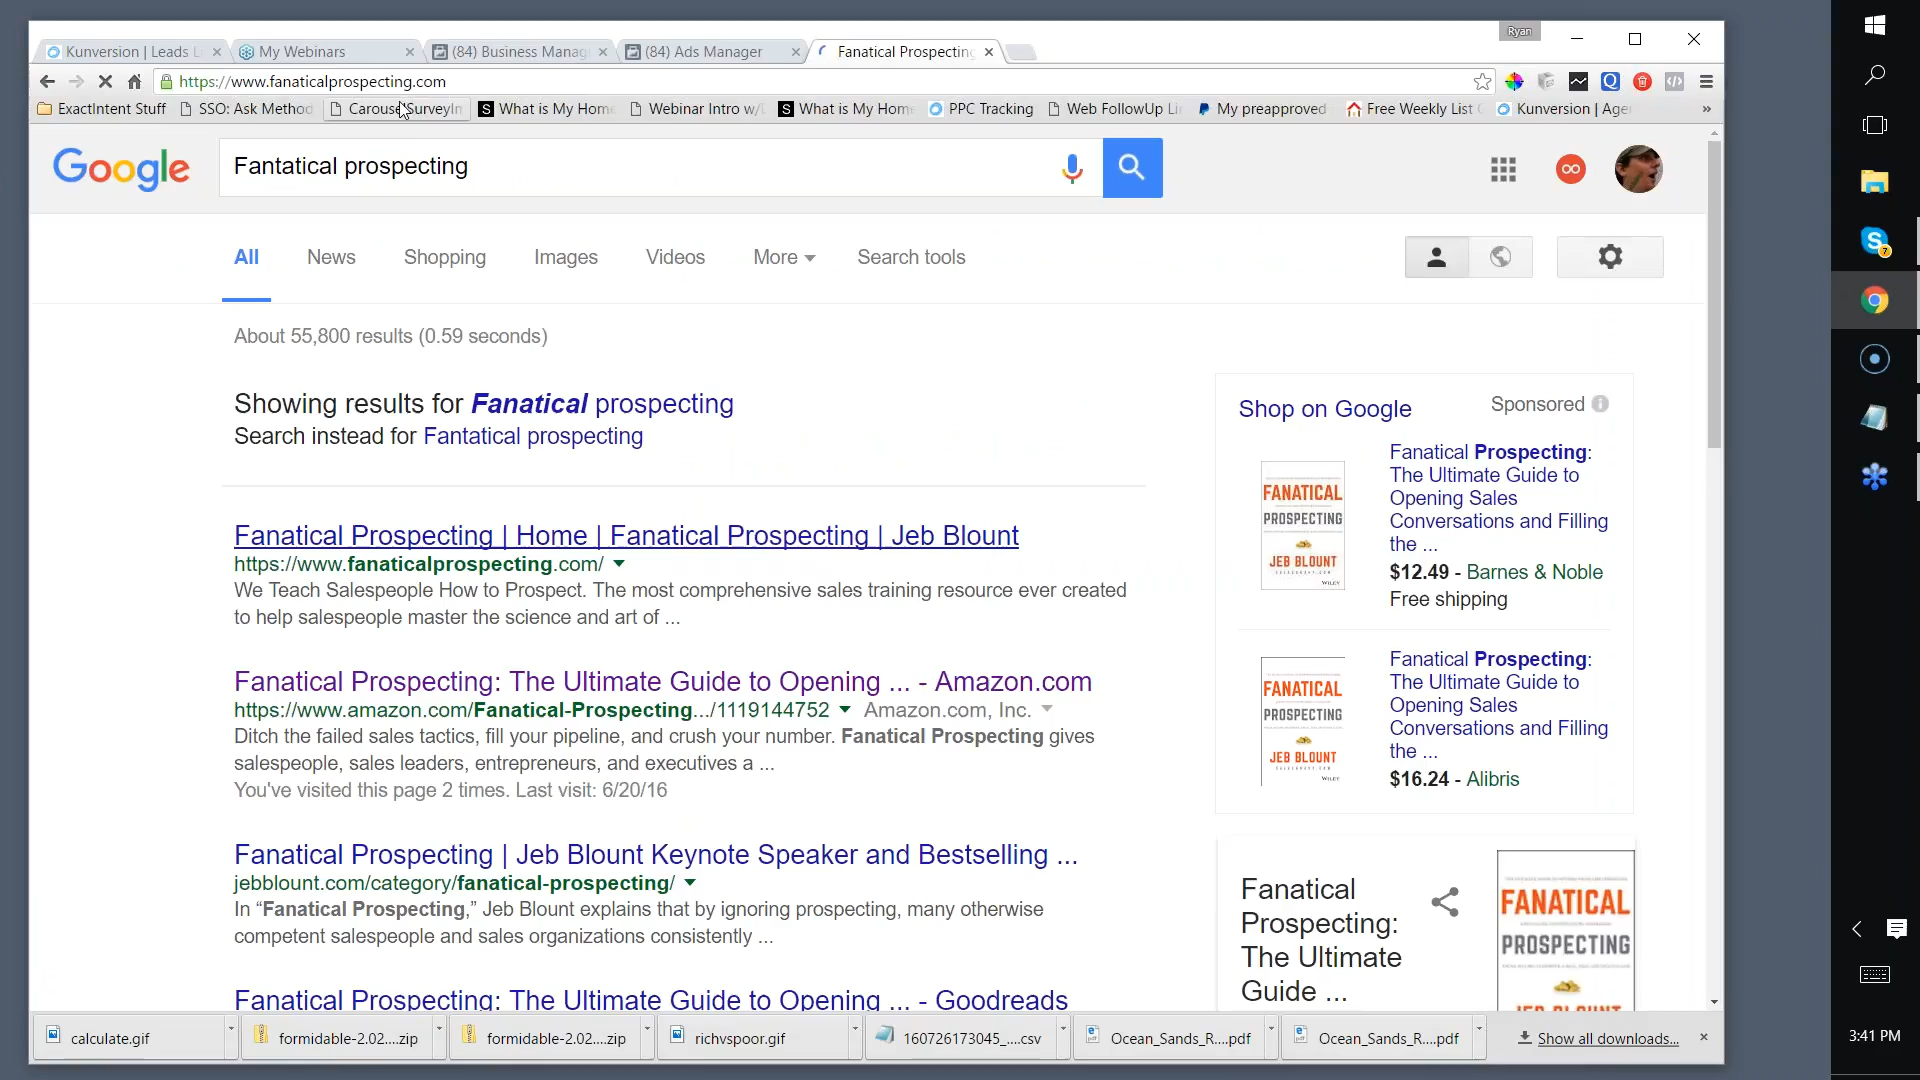 Ryan
Kunversion | Leads L
My Webinars
(84) Business Manag
(84) Ads Manager
Fanatical Prospecting
https://www.fanaticalprospecting.com
ExactIntent Stuff
SSO: Ask Method
Carousel SurveyIm
What is My Hom
Webinar Intro w/
What is My Hom
PPC Tracking
Web FollowUp Li
My preapproved
Free Weekly List
Kunversion | Age
»
Google
Fantatical prospecting
All
News
Shopping
Images
Videos
More
Search tools
About 55,800 results (0.59 seconds)
Showing results for Fanatical prospecting
Search instead for Fantatical prospecting
Fanatical Prospecting | Home | Fanatical Prospecting | Jeb Blount
https://www.fanaticalprospecting.com/
We Teach Salespeople How to Prospect. The most comprehensive sales training resource ever created
to help salespeople master the science and art of ...
Fanatical Prospecting: The Ultimate Guide to Opening ... - Amazon.com
https://www.amazon.com/Fanatical-Prospecting.../1119144752
Amazon.com, Inc.
Ditch the failed sales tactics, fill your pipeline, and crush your number. Fanatical Prospecting gives
salespeople, sales leaders, entrepreneurs, and executives a ...
You've visited this page 2 times. Last visit: 6/20/16
Fanatical Prospecting | Jeb Blount Keynote Speaker and Bestselling ...
jebblount.com/category/fanatical-prospecting/
In “Fanatical Prospecting,” Jeb Blount explains that by ignoring prospecting, many otherwise
competent salespeople and sales organizations consistently ...
Fanatical Prospecting: The Ultimate Guide to Opening ... - Goodreads
Shop on Google
Sponsored
FANATICAL
PROSPECTING
JEB BLOUNT
WILEY
Fanatical Prospecting:
The Ultimate Guide to
Opening Sales
Conversations and Filling
the ...
$12.49 - Barnes & Noble
Free shipping
FANATICAL
PROSPECTING
JEB BLOUNT
WILEY
Fanatical Prospecting:
The Ultimate Guide to
Opening Sales
Conversations and Filling
the ...
$16.24 - Alibris
Fanatical
Prospecting:
The Ultimate
Guide ...
FANATICAL
PROSPECTING
calculate.gif
formidable-2.02....zip
formidable-2.02....zip
richvspoor.gif
160726173045_....csv
Ocean_Sands_R....pdf
Ocean_Sands_R....pdf
Show all downloads...
3:41 PM